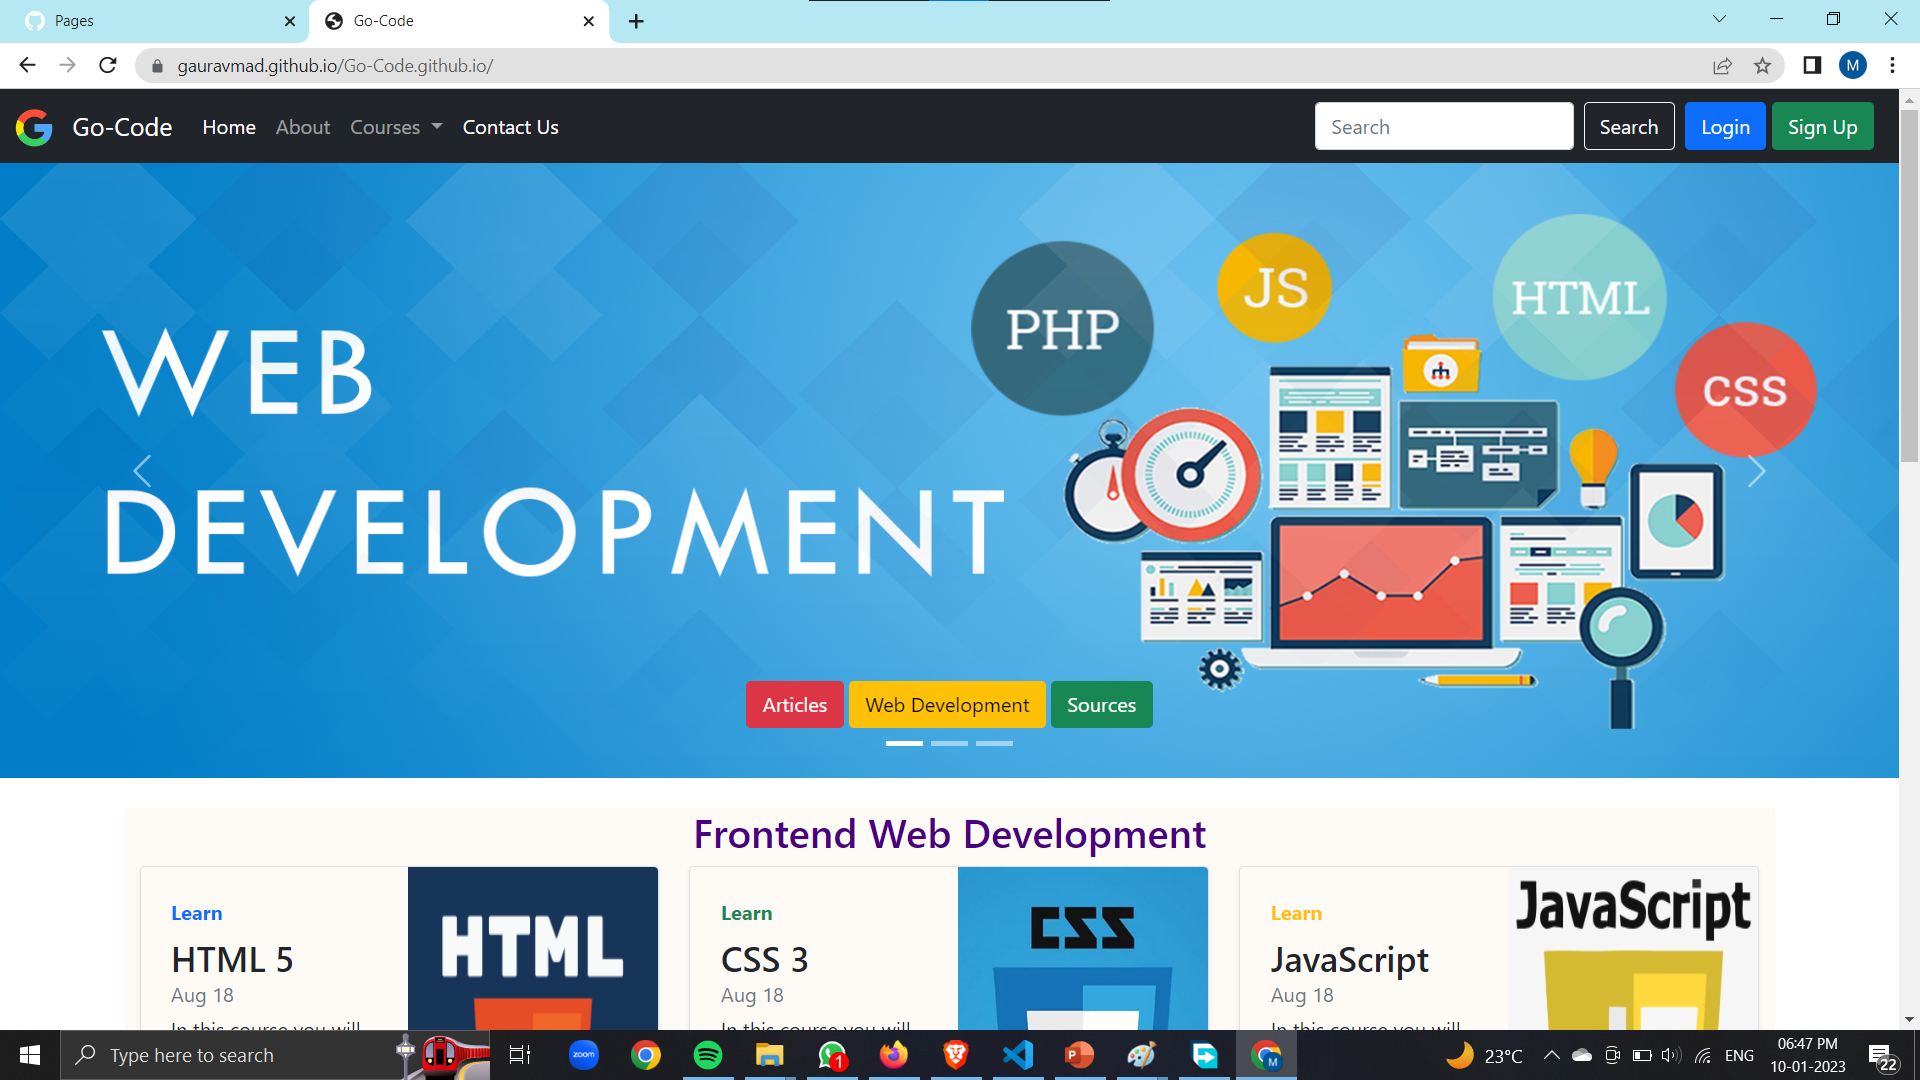 Pages
Go-Code
gauravmad.github.io/Go-Code.github.io/
M
Go-Code
Home
About
Courses
Contact Us
Search
Search
Login
Sign Up
WEB
DEVELOPMENT
PHP
JS
HTML
CSS
Articles
Web Development
Sources
Frontend Web Development
Learn
HTML 5
Aug 18
In this course you will
HTML
Learn
CSS 3
Aug 18
In this course you will
CSS
Learn
JavaScript
Aug 18
In this course you will
JavaScript
Type here to search
zoom
1
P
M
23°C
ENG
06:47 PM
10-01-2023
22